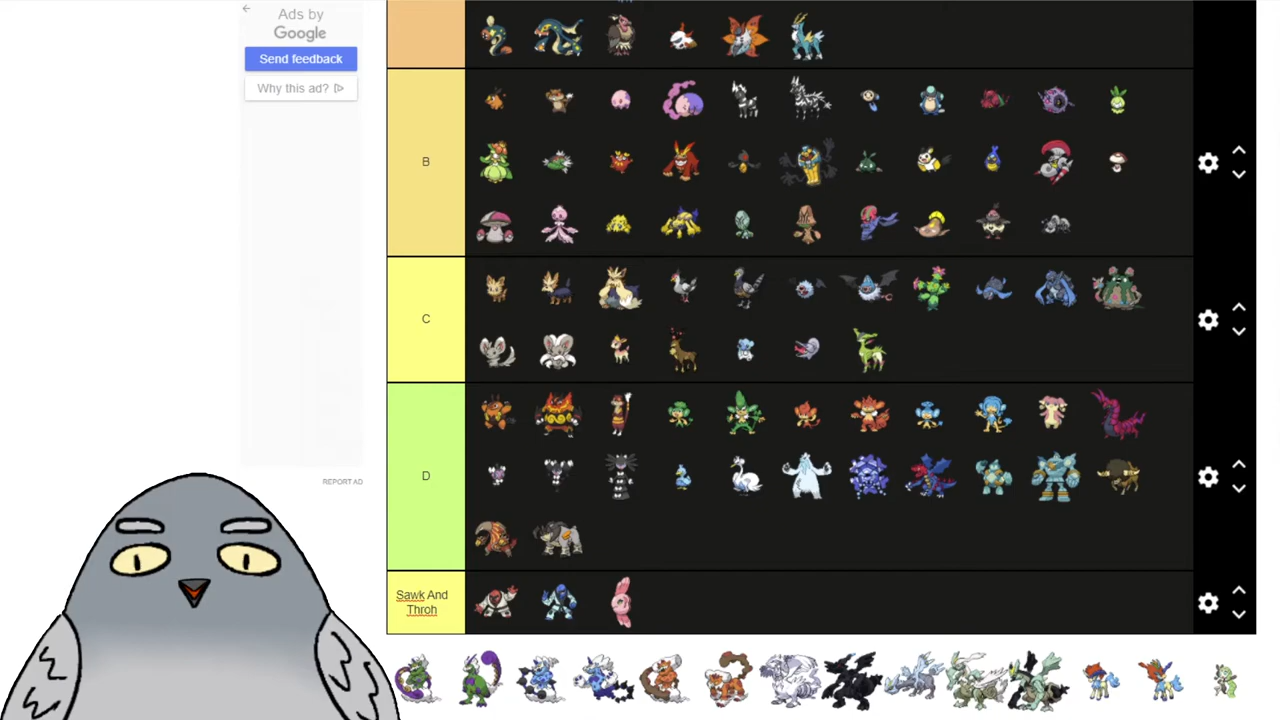 Ads by
Google
Send feedback
Why this ad?
REPORT AD
B
C
D
Sawk And
Throh